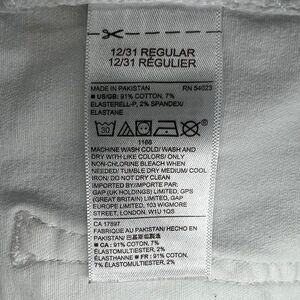 12/31 REGULAR
12/31 RÉGULIER
MADE IN PAKISTAN RN 54023
■ US/GB: 91% COTTON, 7%
ELASTERELL-P, 2% SPANDEX/
ELASTANE
30
1166
MACHINE WASH COLD/ WASH AND
DRY WITH LIKE COLORS/ ONLY
NON-CHLORINE BLEACH WHEN
NEEDED/ TUMBLE DRY MEDIUM/ COOL
IRON/ DO NOT DRY CLEAN
IMPORTED BY/IMPORTE PAR:
GAP (UK HOLDINGS) LIMITED, GPS
(GREAT BRITAIN) LIMITED, GAP
EUROPE LIMITED, 103 WIGMORE
STREET, LONDON, W1U 1QS
CA 17897
FABRIQUÉ AU PAKISTAN/ HECHO EN
PAKISTAN/
■ CA: 91% COTON, 7%
ÉLASTOMULTIESTER, 2%
ÉLASTHANNE ■ FR: 91% COTON,
7% ÉLASTOMULTIESTER, 2%